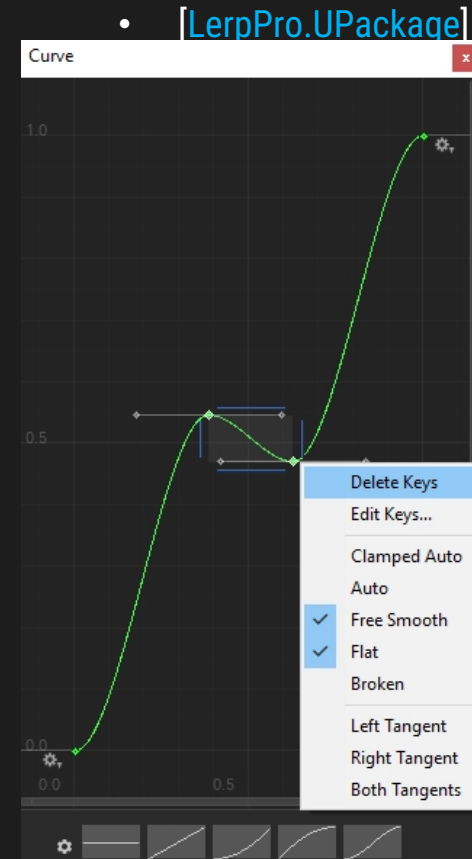 • [LerpPro.UPackage]
Curve
x
1.0
0.5
0.0
0.0 0.5
Delete Keys
Edit Keys...
Clamped Auto
Auto
Free Smooth
Flat
Broken
Left Tangent
Right Tangent
Both Tangents